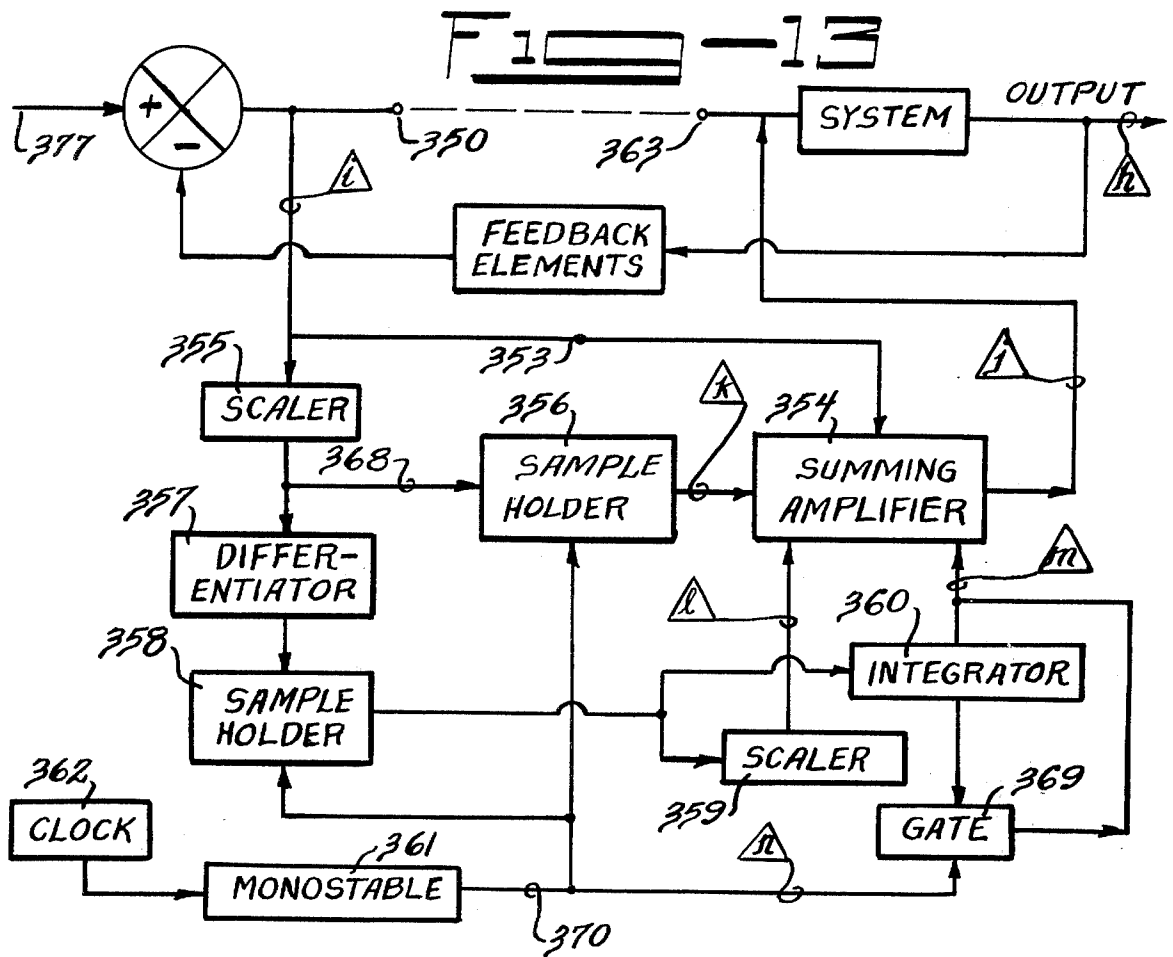 Fig-13
+
-
377
350
363
SYSTEM
OUTPUT
h
i
FEEDBACK
ELEMENTS
355
353
j
SCALER
356
k
354
368
SAMPLE
HOLDER
SUMMING
AMPLIFIER
357
DIFFER-
ENTIATOR
l
m
360
358
INTEGRATOR
SAMPLE
HOLDER
SCALER
359
362
369
CLOCK
GATE
361
n
MONOSTABLE
370